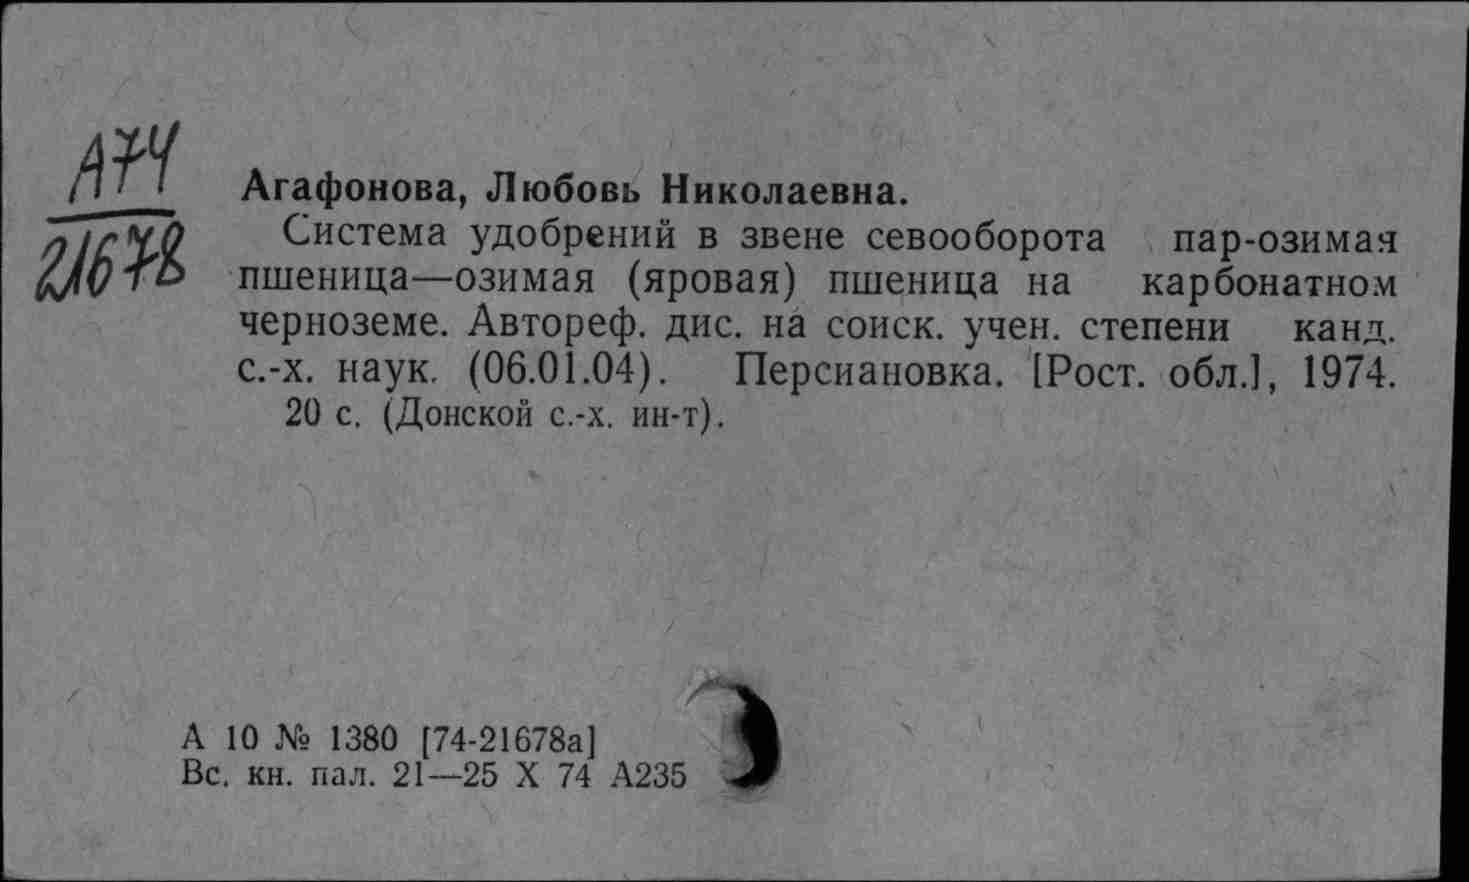 А74
21678
Агафонова, Любовь Николаевна.
Система удобрений в звене севооборота пар-озимая
пшеница—озимая (яровая) пшеница на карбонатном
черноземе. Автореф. дис. на соиск. учен. степени канд.
с.-х. наук. (06.01.04). Персиановка. [Рост. обл.], 1974.
20 с. (Донской с.-х. ин-т).
А 10 № 1380 [74-21678а]
Вс. кн. пал. 21—25 X 74 А235